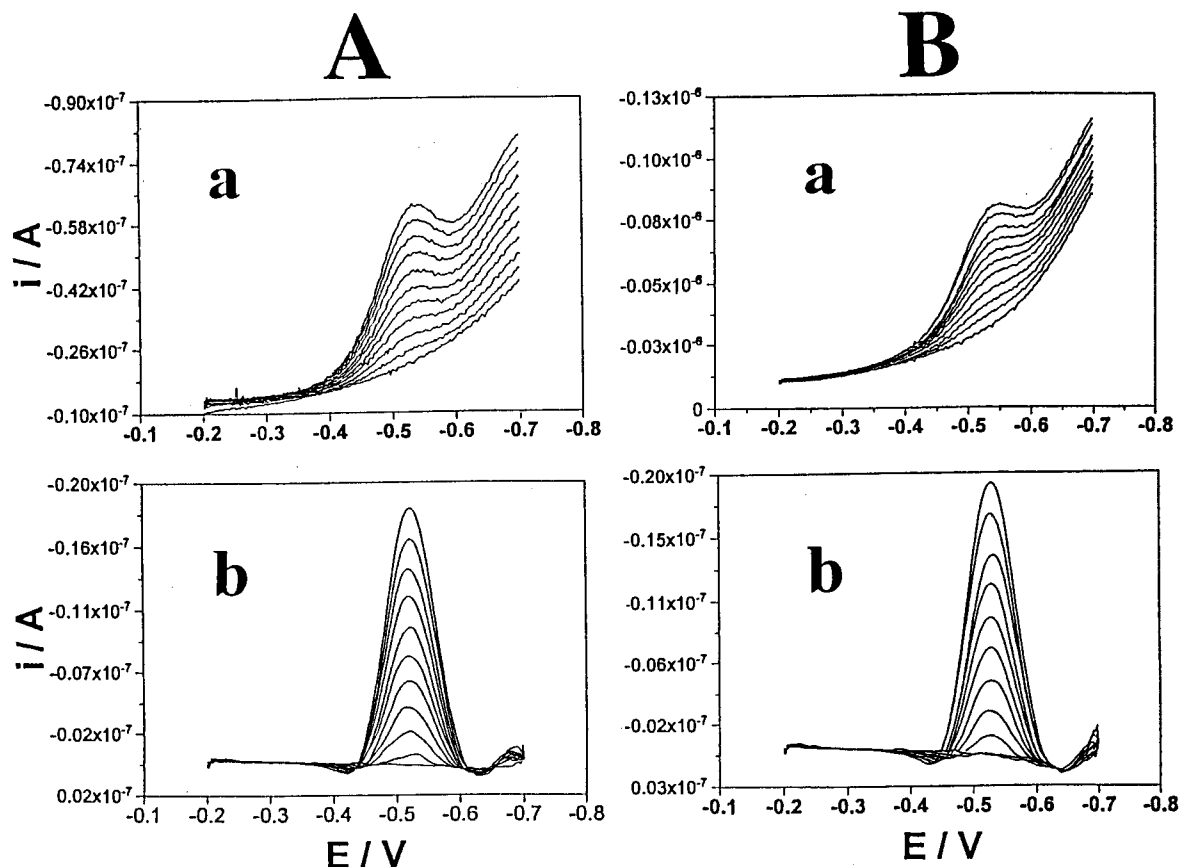 A
B
-0.90x10⁻⁷
-0.74x10⁻⁷
-0.58x10⁻⁷
-0.42x10⁻⁷
-0.26x10⁻⁷
-0.10x10⁻⁷
i / A
a
-0.1 -0.2 -0.3 -0.4 -0.5 -0.6 -0.7 -0.8
-0.13x10⁻⁶
-0.10x10⁻⁶
-0.08x10⁻⁶
-0.05x10⁻⁶
-0.03x10⁻⁶
0
a
-0.1 -0.2 -0.3 -0.4 -0.5 -0.6 -0.7 -0.8
-0.20x10⁻⁷
-0.16x10⁻⁷
-0.11x10⁻⁷
-0.07x10⁻⁷
-0.02x10⁻⁷
0.02x10⁻⁷
i / A
b
-0.1 -0.2 -0.3 -0.4 -0.5 -0.6 -0.7 -0.8
E / V
-0.20x10⁻⁷
-0.15x10⁻⁷
-0.11x10⁻⁷
-0.06x10⁻⁷
-0.02x10⁻⁷
0.03x10⁻⁷
b
-0.1 -0.2 -0.3 -0.4 -0.5 -0.6 -0.7 -0.8
E / V